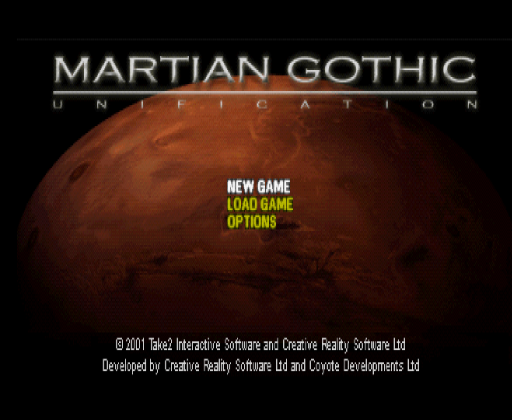 MARTIAN GOTHIC
UNIFICATION
NEW GAME
LOAD GAME
OPTIONS
© 2001 Take2 Interactive Software and Creative Reality Software Ltd
Developed by Creative Reality Software Ltd and Coyote Developments Ltd